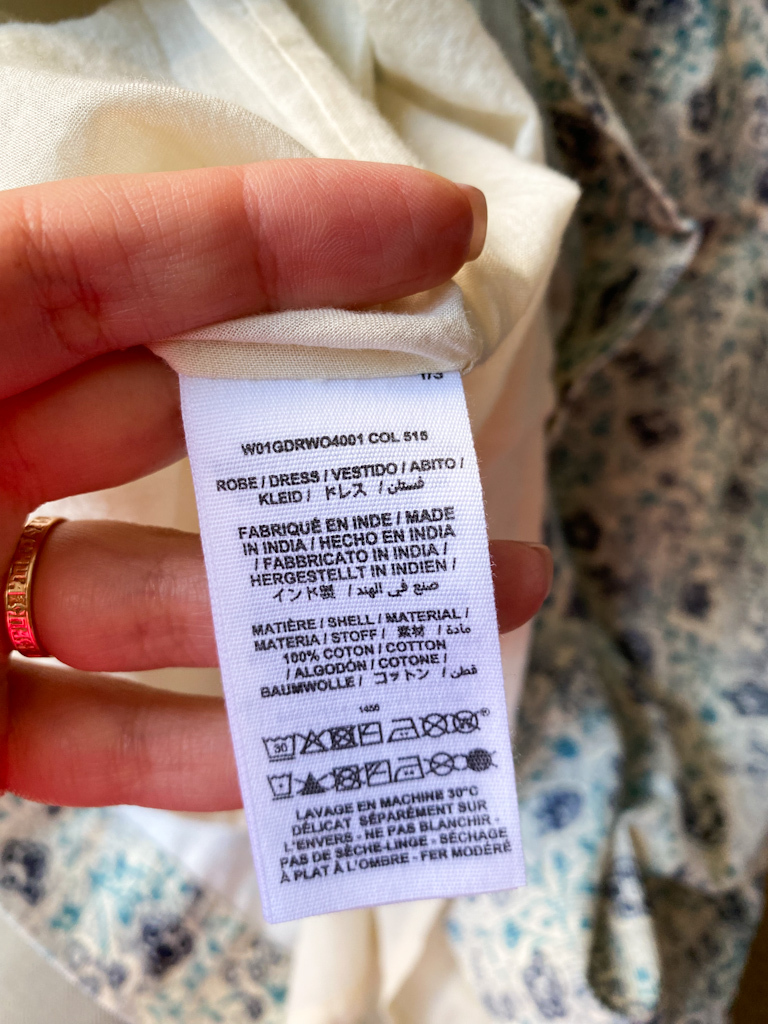 1/3
W01GDRWO4001 COL 515
ROBE / DRESS / VESTIDO / ABITO /
KLEID / ドレス / فستان /
FABRIQUÉ EN INDE / MADE
IN INDIA / HECHO EN INDIA
/ FABBRICATO IN INDIA /
HERGESTELLT IN INDIEN /
インド製 / صنع في الهند /
MATIÈRE / SHELL / MATERIAL /
MATERIA / STOFF / 素材 / مادة /
100% COTON / COTTON
/ ALGODÓN / COTONE /
BAUMWOLLE / コットン / قطن /
1456
30
LAVAGE EN MACHINE 30°C
DÉLICAT SÉPARÉMENT SUR
L'ENVERS - NE PAS BLANCHIR -
PAS DE SÈCHE-LINGE - SÉCHAGE
À PLAT À L'OMBRE - FER MODÉRÉ